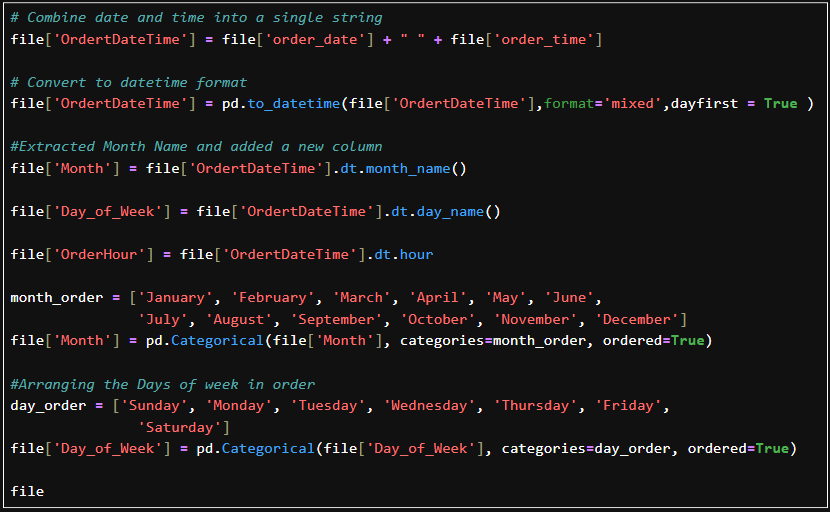 # Combine date and time into a single string
file['OrdertDateTime'] = file['order_date'] + " " + file['order_time']
# Convert to datetime format
file['OrdertDateTime'] = pd.to_datetime(file['OrdertDateTime'],format='mixed',dayfirst = True )
#Extracted Month Name and added a new column
file['Month'] = file['OrdertDateTime'].dt.month_name()
file['Day_of_Week'] = file['OrdertDateTime'].dt.day_name()
file['OrderHour'] = file['OrdertDateTime'].dt.hour
month_order = ['January', 'February', 'March', 'April', 'May', 'June',
'July', 'August', 'September', 'October', 'November', 'December']
file['Month'] = pd.Categorical(file['Month'], categories=month_order, ordered=True)
#Arranging the Days of week in order
day_order = ['Sunday', 'Monday', 'Tuesday', 'Wednesday', 'Thursday', 'Friday',
'Saturday']
file['Day_of_Week'] = pd.Categorical(file['Day_of_Week'], categories=day_order, ordered=True)
file